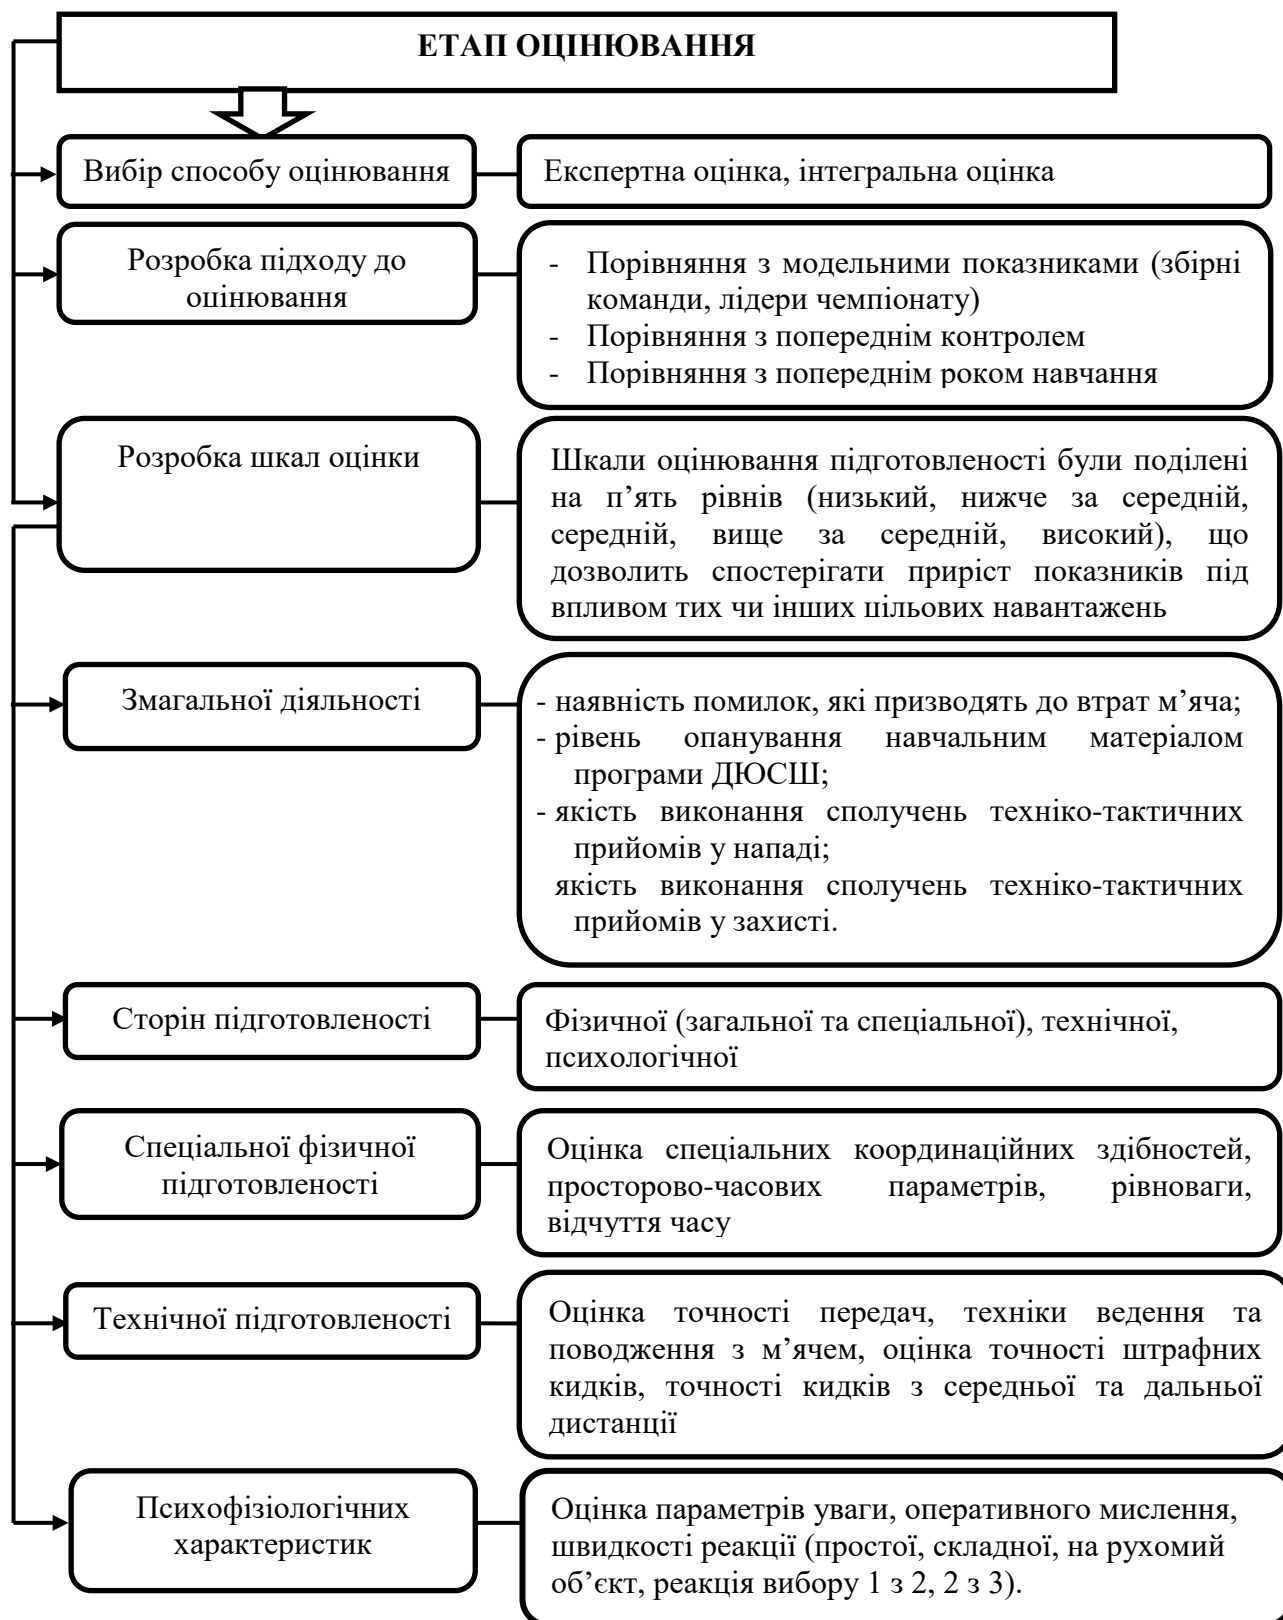 ЕТАП ОЦІНЮВАННЯ
Вибір способу оцінювання
Експертна оцінка, інтегральна оцінка
Розробка підходу до
оцінювання
- Порівняння з модельними показниками (збірні
команди, лідери чемпіонату)
- Порівняння з попереднім контролем
- Порівняння з попереднім роком навчання
Розробка шкал оцінки
Шкали оцінювання підготовленості були поділені
на п’ять рівнів (низький, нижче за середній,
середній, вище за середній, високий), що
дозволить спостерігати приріст показників під
впливом тих чи інших цільових навантажень
Змагальної діяльності
- наявність помилок, які призводять до втрат м’яча;
- рівень опанування навчальним матеріалом
програми ДЮСШ;
- якість виконання сполучень техніко-тактичних
прийомів у нападі;
якість виконання сполучень техніко-тактичних
прийомів у захисті.
Сторін підготовленості
Фізичної (загальної та спеціальної), технічної,
психологічної
Спеціальної фізичної
підготовленості
Оцінка спеціальних координаційних здібностей,
просторово-часових параметрів, рівноваги,
відчуття часу
Технічної підготовленості
Оцінка точності передач, техніки ведення та
поводження з м’ячем, оцінка точності штрафних
кидків, точності кидків з середньої та дальньої
дистанції
Психофізіологічних
характеристик
Оцінка параметрів уваги, оперативного мислення,
швидкості реакції (простої, складної, на рухомий
об’єкт, реакція вибору 1 з 2, 2 з 3).